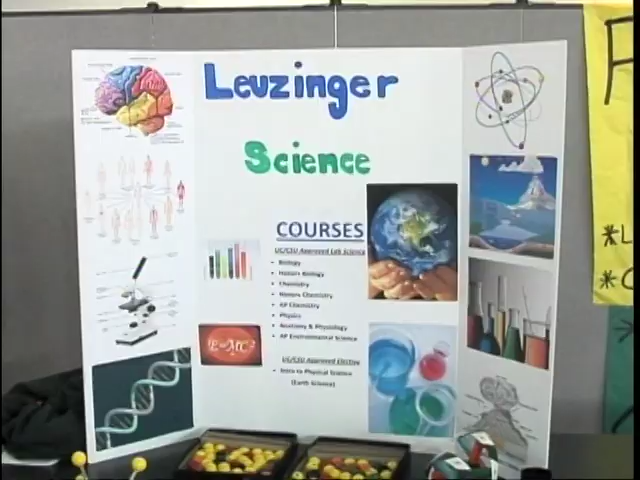 Leuzinger
Science
COURSES
UC/CSU Approved Lab Science
Biology
Honors Biology
Chemistry
Honors Chemistry
AP Chemistry
Physics
Anatomy & Physiology
AP Environmental Science
E=MC²
UC/CSU Approved Elective
Intro to Physical Science
(Earth Science)